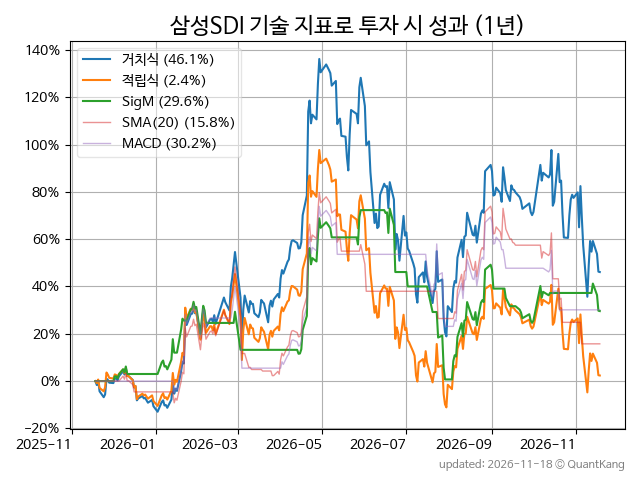 삼성SDI 기술 지표로 투자 시 성과 (1년)
140%
120%
100%
80%
60%
40%
20%
0%
−20%
거치식 (46.1%)
적립식 (2.4%)
SigM (29.6%)
SMA(20) (15.8%)
MACD (30.2%)
2025-11
2026-01
2026-03
2026-05
2026-07
2026-09
2026-11
updated: 2026-11-18 © QuantKang